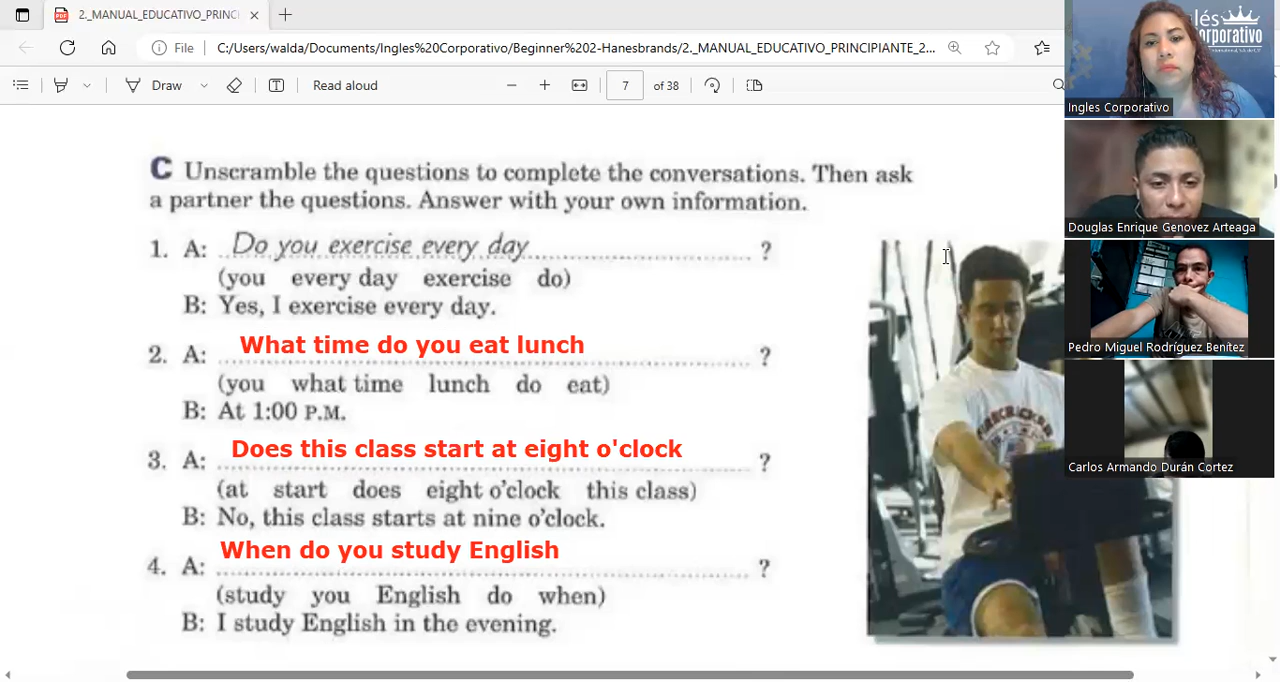 2._MANUAL_EDUCATIVO_PRINCI
File C:/Users/walda/Documents/Ingles%20Corporativo/Beginner%202-Hanesbrands/2._MANUAL_EDUCATIVO_PRINCIPIANTE_2...
Draw Read aloud 7 of 38
C Unscramble the questions to complete the conversations. Then ask
a partner the questions. Answer with your own information.
1. A: Do you exercise every day ?
(you every day exercise do)
B: Yes, I exercise every day.
2. A: What time do you eat lunch ?
(you what time lunch do eat)
B: At 1:00 P.M.
3. A: Does this class start at eight o'clock ?
(at start does eight o'clock this class)
B: No, this class starts at nine o'clock.
4. A: When do you study English ?
(study you English do when)
B: I study English in the evening.
lés
orporativo
Ingles Corporativo
Douglas Enrique Genovez Arteaga
Pedro Miguel Rodríguez Benítez
Carlos Armando Durán Cortez